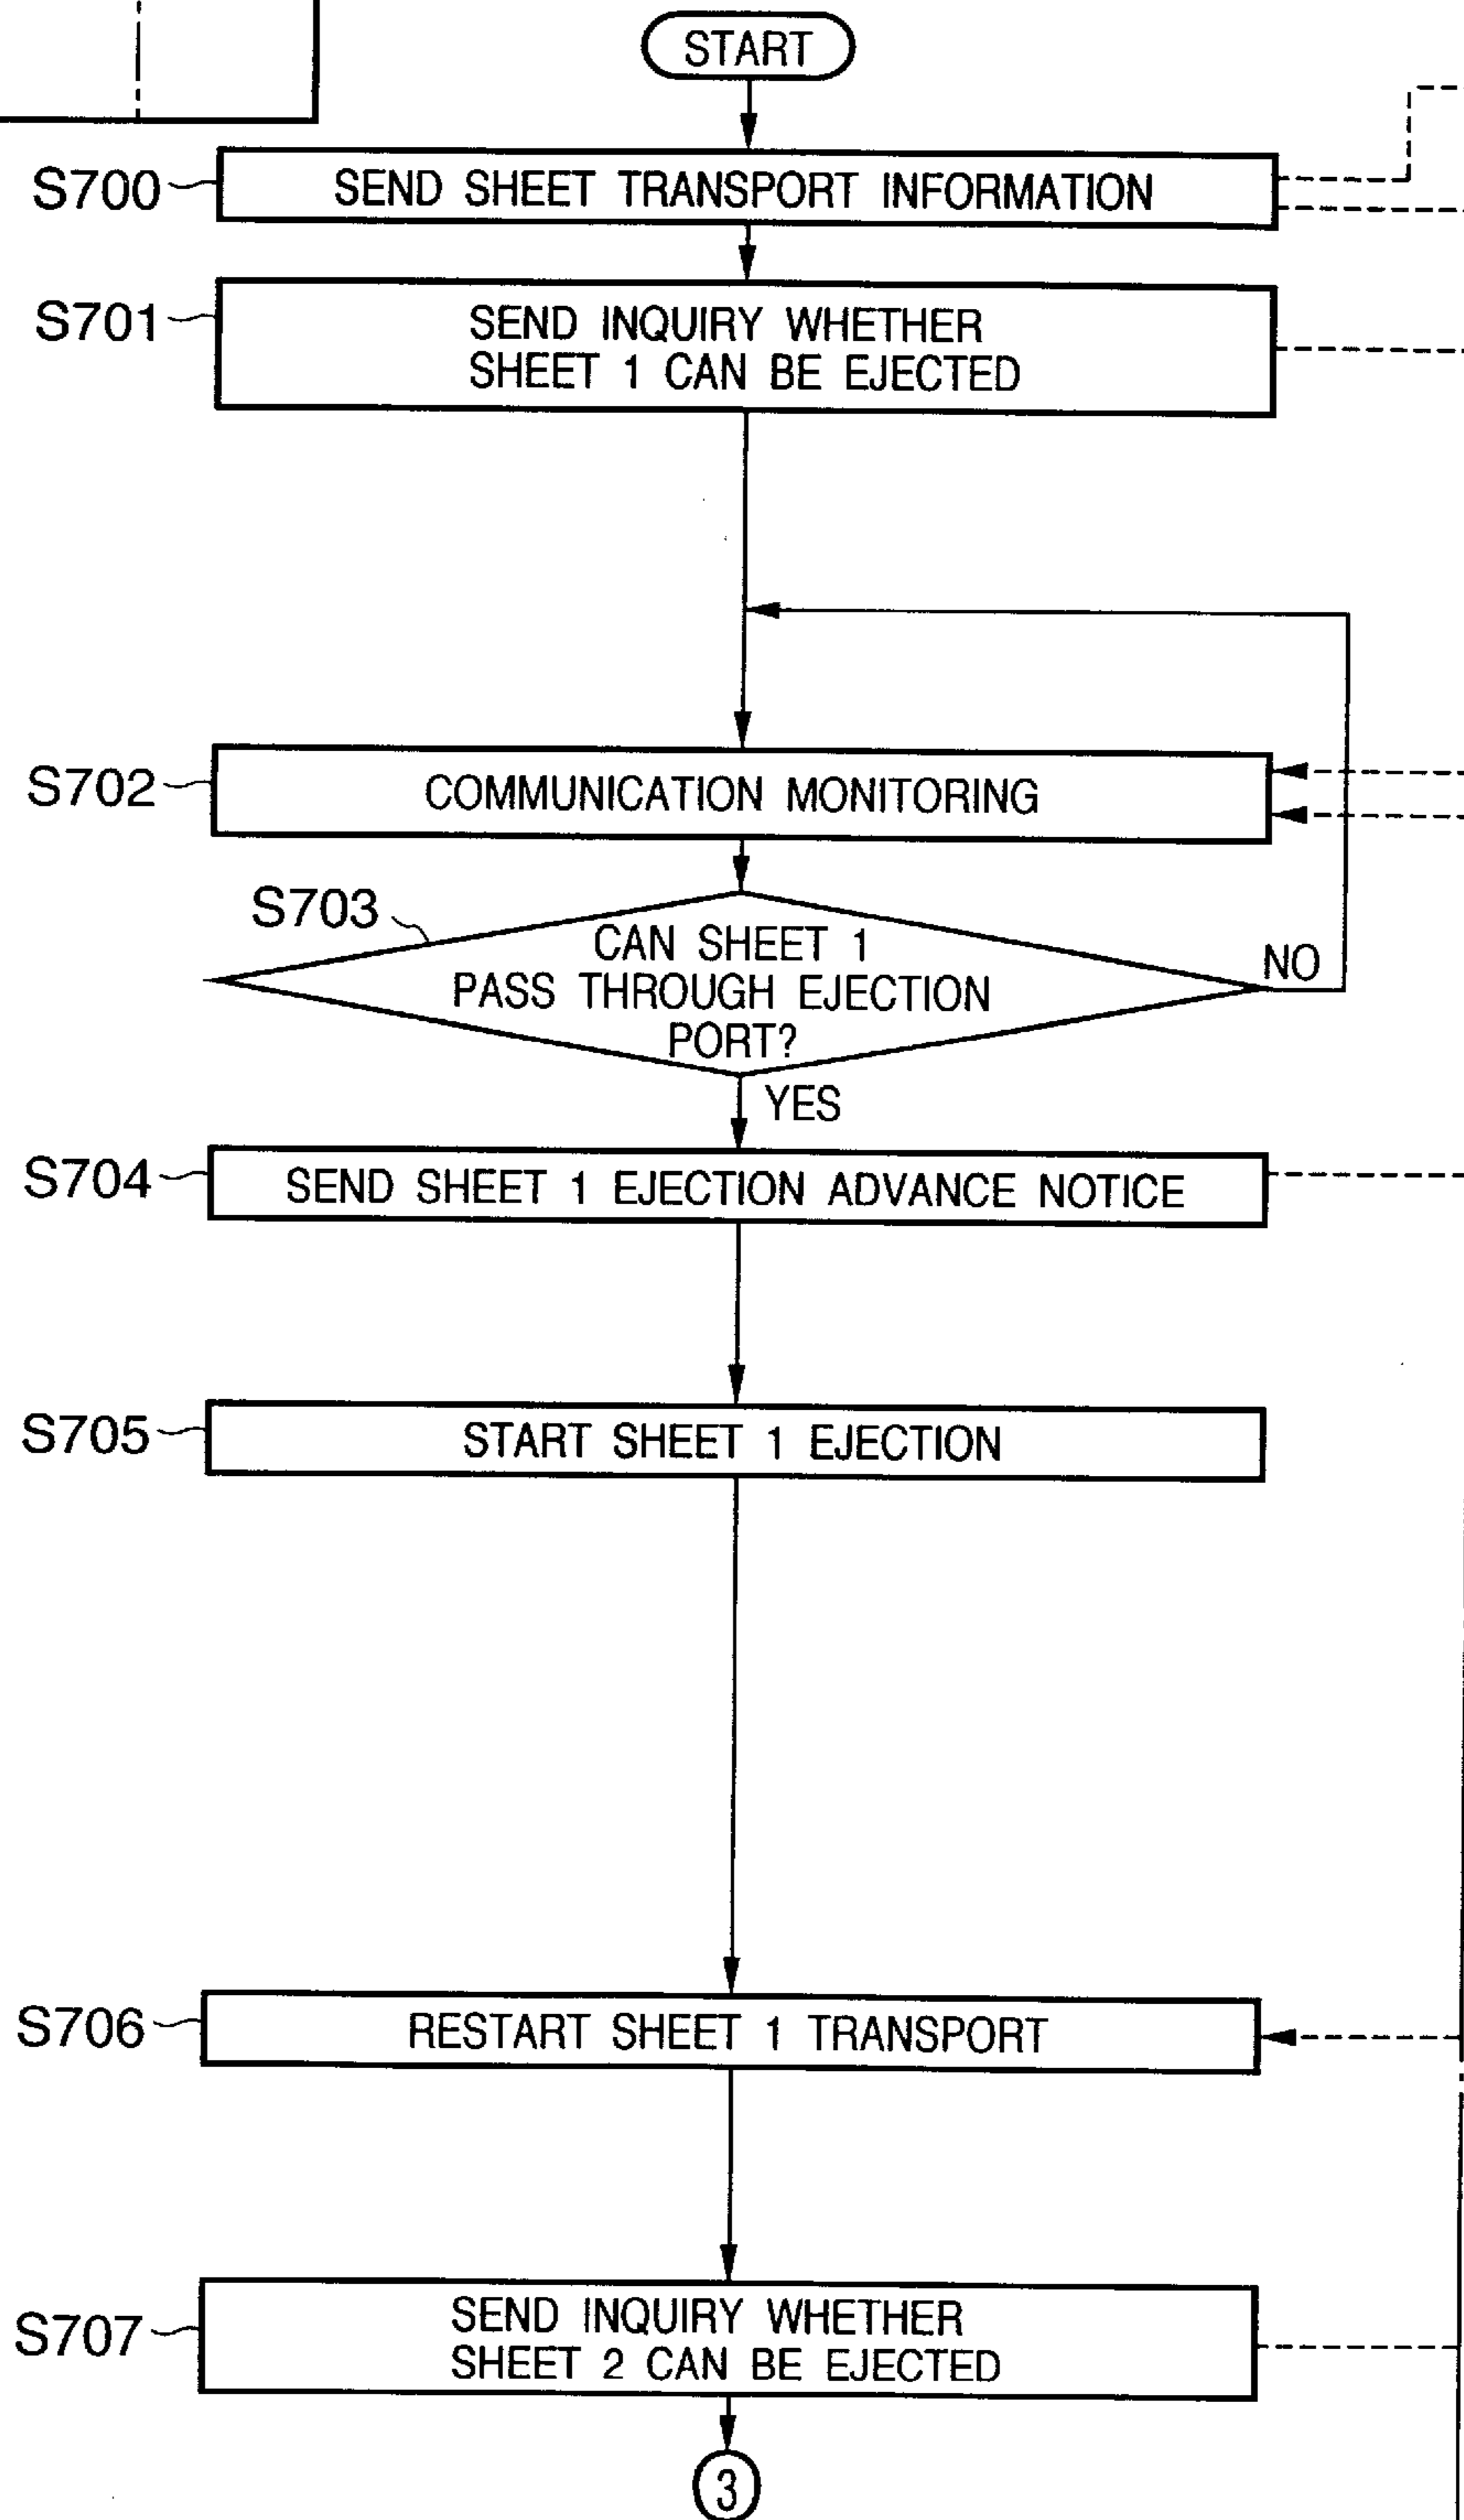 START
S700
SEND SHEET TRANSPORT INFORMATION
S701
SEND INQUIRY WHETHER
SHEET 1 CAN BE EJECTED
S702
COMMUNICATION MONITORING
S703
CAN SHEET 1
PASS THROUGH EJECTION
PORT?
NO
YES
S704
SEND SHEET 1 EJECTION ADVANCE NOTICE
S705
START SHEET 1 EJECTION
S706
RESTART SHEET 1 TRANSPORT
S707
SEND INQUIRY WHETHER
SHEET 2 CAN BE EJECTED
3